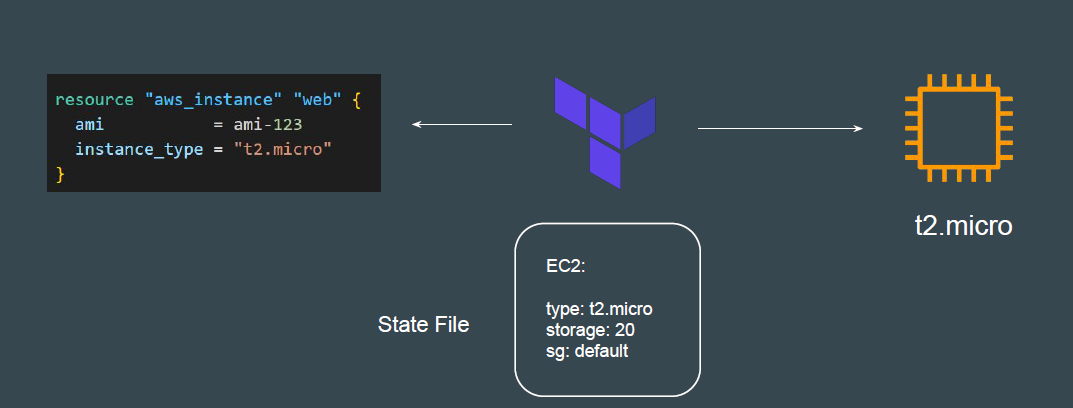 resource "aws_instance" "web" {
  ami           = ami-123
  instance_type = "t2.micro"
}
t2.micro
State File
EC2:
type: t2.micro
storage: 20
sg: default